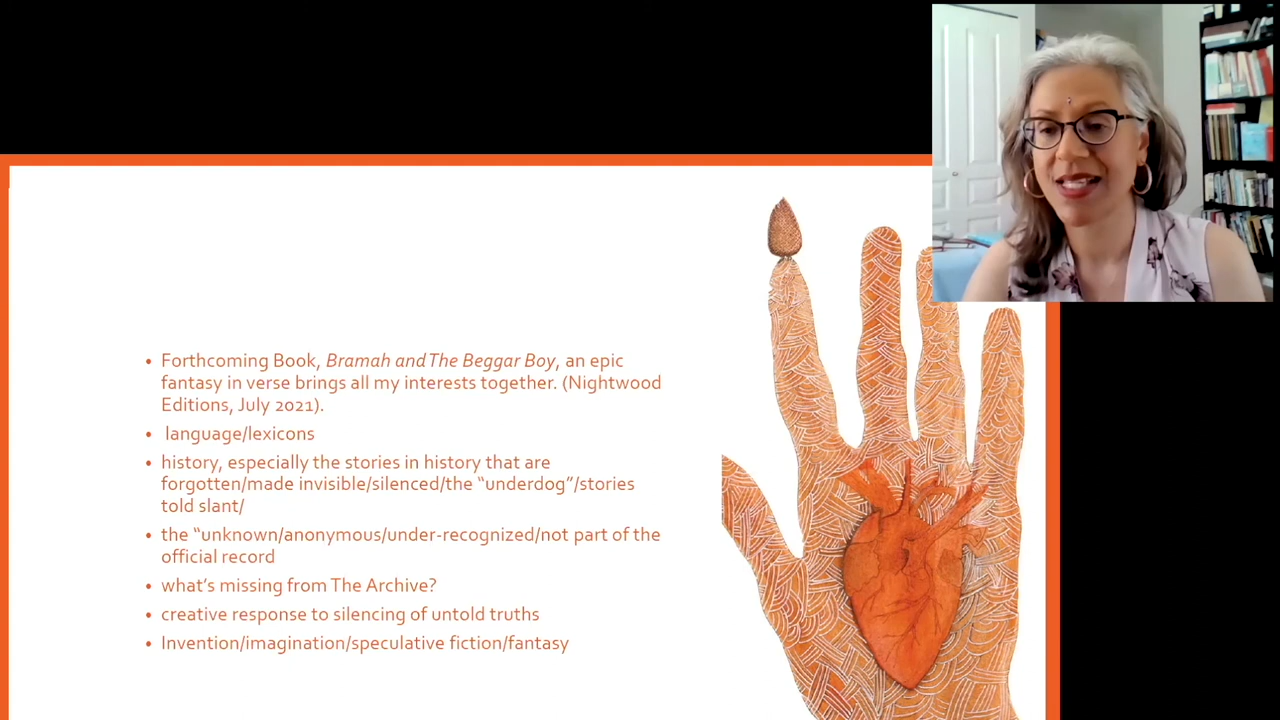 • Forthcoming Book, Bramah and The Beggar Boy, an epic
fantasy in verse brings all my interests together. (Nightwood
Editions, July 2021).
• language/lexicons
• history, especially the stories in history that are
forgotten/made invisible/silenced/the “underdog”/stories
told slant/
• the “unknown/anonymous/under-recognized/not part of the
official record
• what’s missing from The Archive?
• creative response to silencing of untold truths
• Invention/imagination/speculative fiction/fantasy